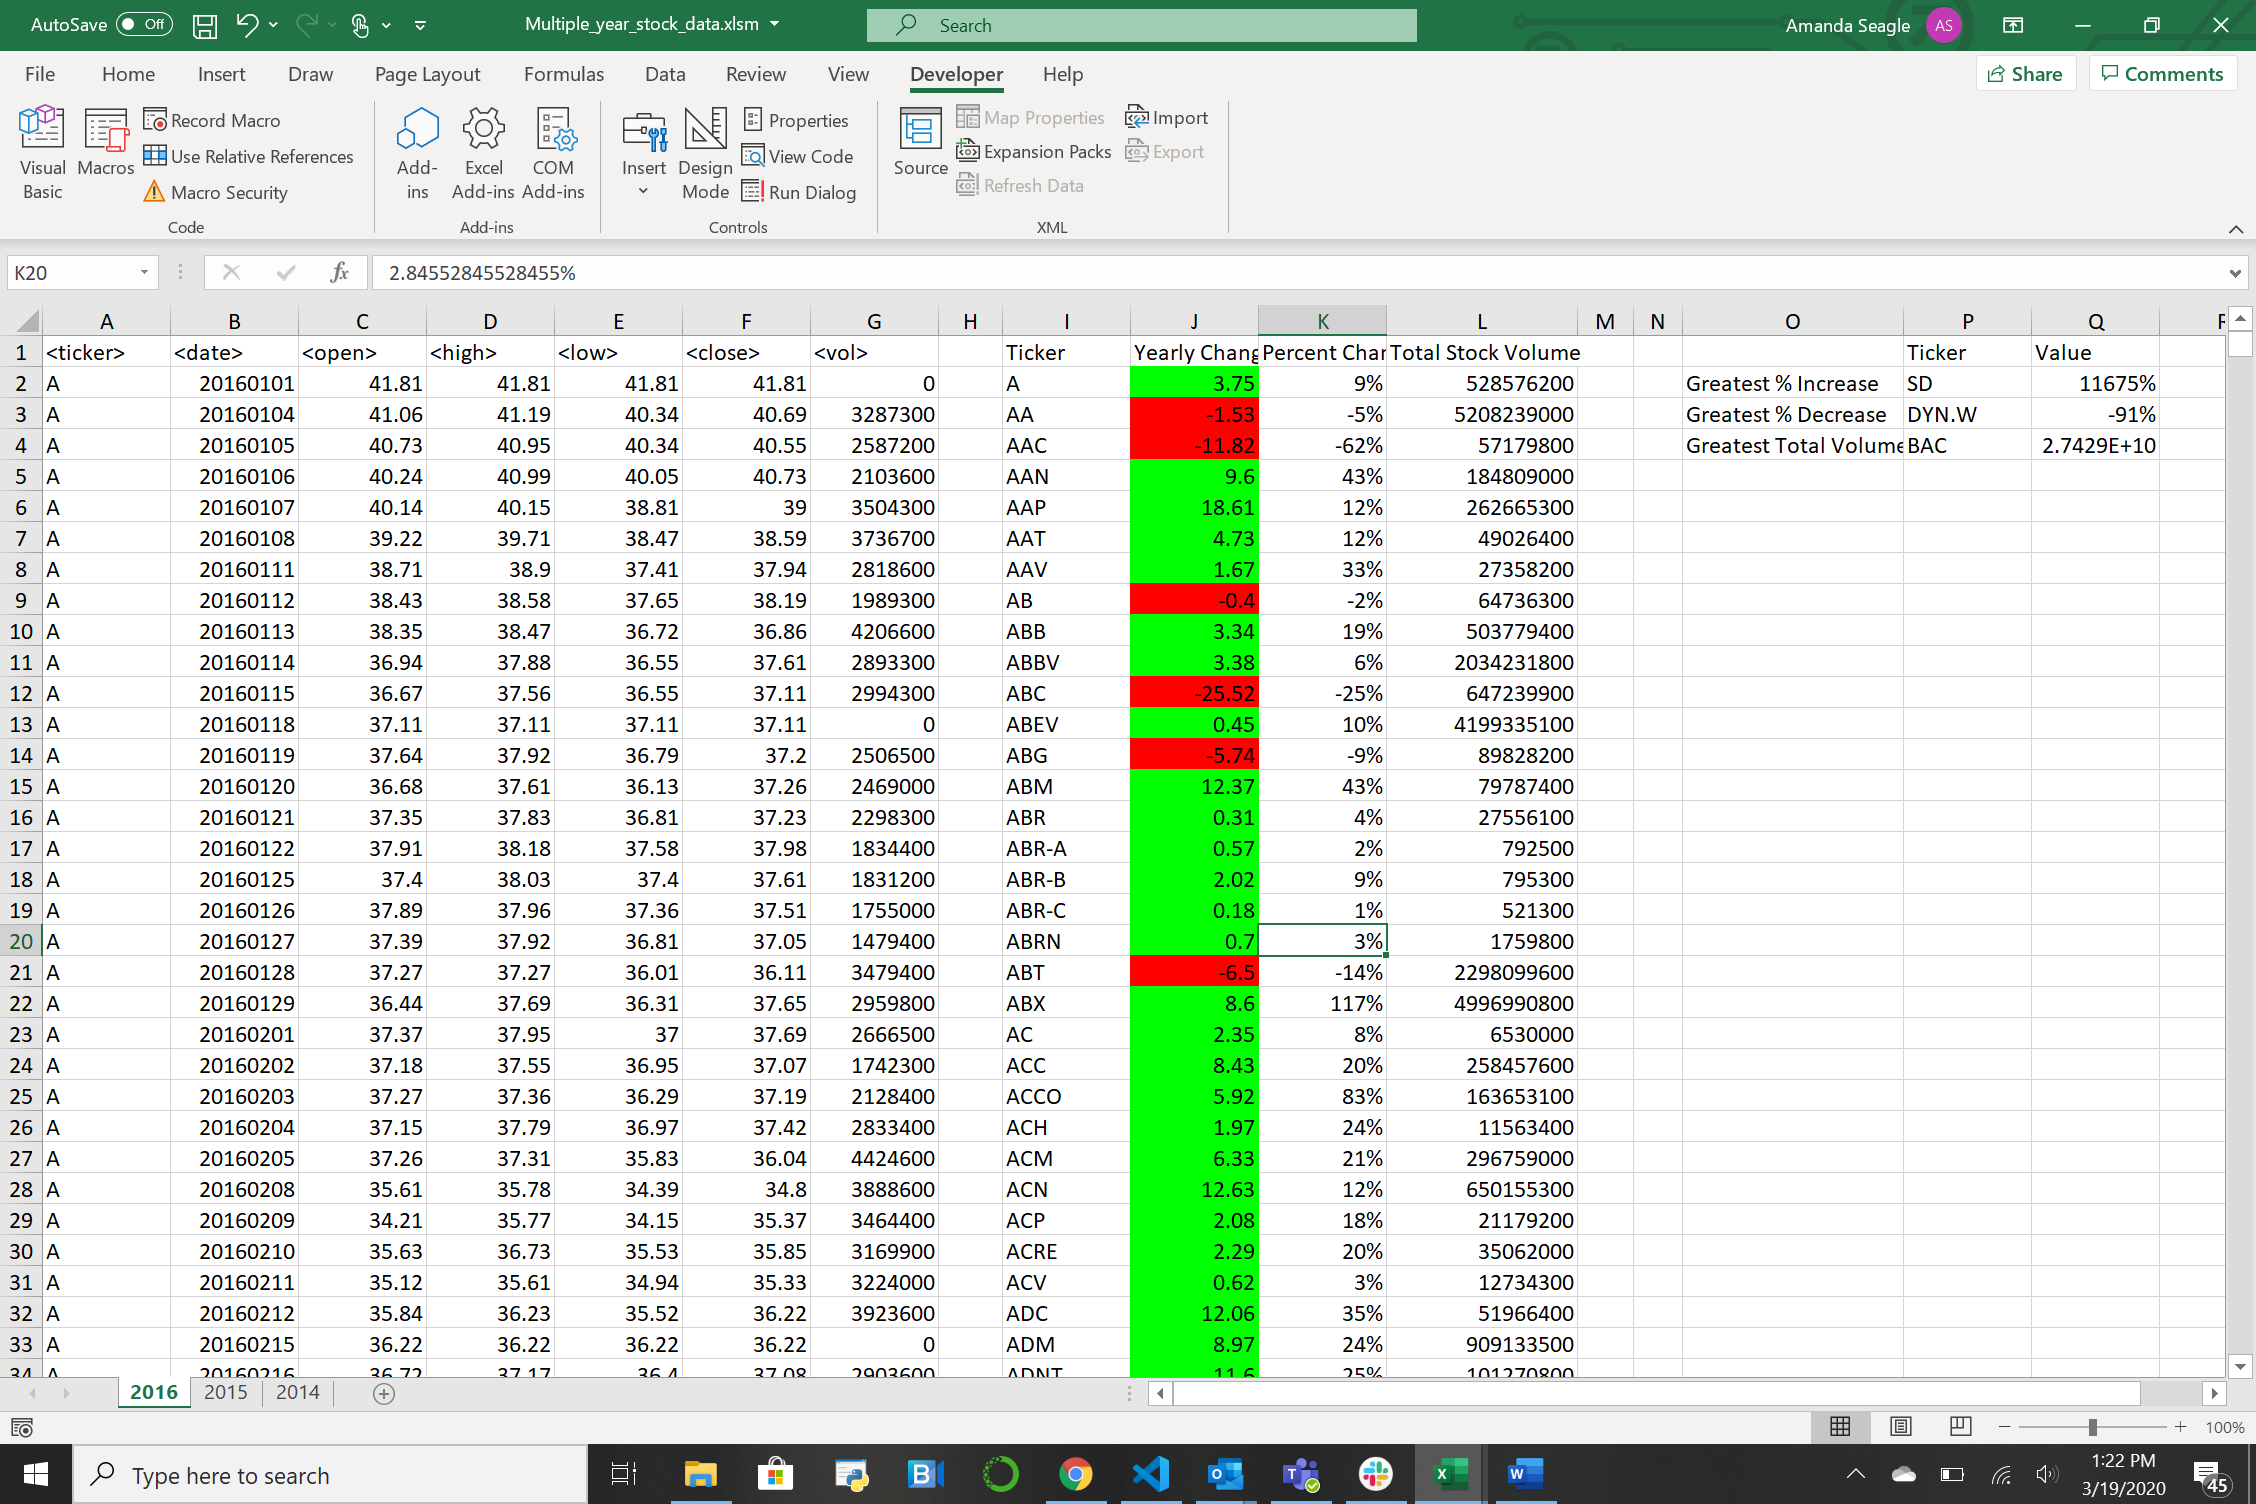 AutoSave Off Multiple_year_stock_data.xlsm Search Amanda Seagle AS
File Home Insert Draw Page Layout Formulas Data Review View Developer Help Share Comments
Visual Basic
Macros
Record Macro
Use Relative References
Macro Security
Code
Add-ins
Excel Add-ins
COM Add-ins
Add-ins
Insert
Design Mode
Properties
View Code
Run Dialog
Controls
Source
Map Properties
Expansion Packs
Refresh Data
Import
Export
XML
K20 fx 2.84552845528455%
A B C D E F G H I J K L M N O P Q
1 <ticker> <date> <open> <high> <low> <close> <vol> Ticker Yearly Chang Percent Char Total Stock Volume Ticker Value
2 A 20160101 41.81 41.81 41.81 41.81 0 A 3.75 9% 528576200 Greatest % Increase SD 11675%
3 A 20160104 41.06 41.19 40.34 40.69 3287300 AA -1.53 -5% 5208239000 Greatest % Decrease DYN.W -91%
4 A 20160105 40.73 40.95 40.34 40.55 2587200 AAC -11.82 -62% 57179800 Greatest Total Volume BAC 2.7429E+10
5 A 20160106 40.24 40.99 40.05 40.73 2103600 AAN 9.6 43% 184809000
6 A 20160107 40.14 40.15 38.81 39 3504300 AAP 18.61 12% 262665300
7 A 20160108 39.22 39.71 38.47 38.59 3736700 AAT 4.73 12% 49026400
8 A 20160111 38.71 38.9 37.41 37.94 2818600 AAV 1.67 33% 27358200
9 A 20160112 38.43 38.58 37.65 38.19 1989300 AB -0.4 -2% 64736300
10 A 20160113 38.35 38.47 36.72 36.86 4206600 ABB 3.34 19% 503779400
11 A 20160114 36.94 37.88 36.55 37.61 2893300 ABBV 3.38 6% 2034231800
12 A 20160115 36.67 37.56 36.55 37.11 2994300 ABC -25.52 -25% 647239900
13 A 20160118 37.11 37.11 37.11 37.11 0 ABEV 0.45 10% 4199335100
14 A 20160119 37.64 37.92 36.79 37.2 2506500 ABG -5.74 -9% 89828200
15 A 20160120 36.68 37.61 36.13 37.26 2469000 ABM 12.37 43% 79787400
16 A 20160121 37.35 37.83 36.81 37.23 2298300 ABR 0.31 4% 27556100
17 A 20160122 37.91 38.18 37.58 37.98 1834400 ABR-A 0.57 2% 792500
18 A 20160125 37.4 38.03 37.4 37.61 1831200 ABR-B 2.02 9% 795300
19 A 20160126 37.89 37.96 37.36 37.51 1755000 ABR-C 0.18 1% 521300
20 A 20160127 37.39 37.92 36.81 37.05 1479400 ABRN 0.7 3% 1759800
21 A 20160128 37.27 37.27 36.01 36.11 3479400 ABT -6.5 -14% 2298099600
22 A 20160129 36.44 37.69 36.31 37.65 2959800 ABX 8.6 117% 4996990800
23 A 20160201 37.37 37.95 37 37.69 2666500 AC 2.35 8% 6530000
24 A 20160202 37.18 37.55 36.95 37.07 1742300 ACC 8.43 20% 258457600
25 A 20160203 37.27 37.36 36.29 37.19 2128400 ACCO 5.92 83% 163653100
26 A 20160204 37.15 37.79 36.97 37.42 2833400 ACH 1.97 24% 11563400
27 A 20160205 37.26 37.31 35.83 36.04 4424600 ACM 6.33 21% 296759000
28 A 20160208 35.61 35.78 34.39 34.8 3888600 ACN 12.63 12% 650155300
29 A 20160209 34.21 35.77 34.15 35.37 3464400 ACP 2.08 18% 21179200
30 A 20160210 35.63 36.73 35.53 35.85 3169900 ACRE 2.29 20% 35062000
31 A 20160211 35.12 35.61 34.94 35.33 3224000 ACV 0.62 3% 12734300
32 A 20160212 35.84 36.23 35.52 36.22 3923600 ADC 12.06 35% 51966400
33 A 20160215 36.22 36.22 36.22 36.22 0 ADM 8.97 24% 909133500
34 A 20160216 36.72 37.17 36.4 37.08 2903600 ADNT 11.6 25% 101270800
2016 2015 2014
100%
Type here to search
1:22 PM
3/19/2020
45